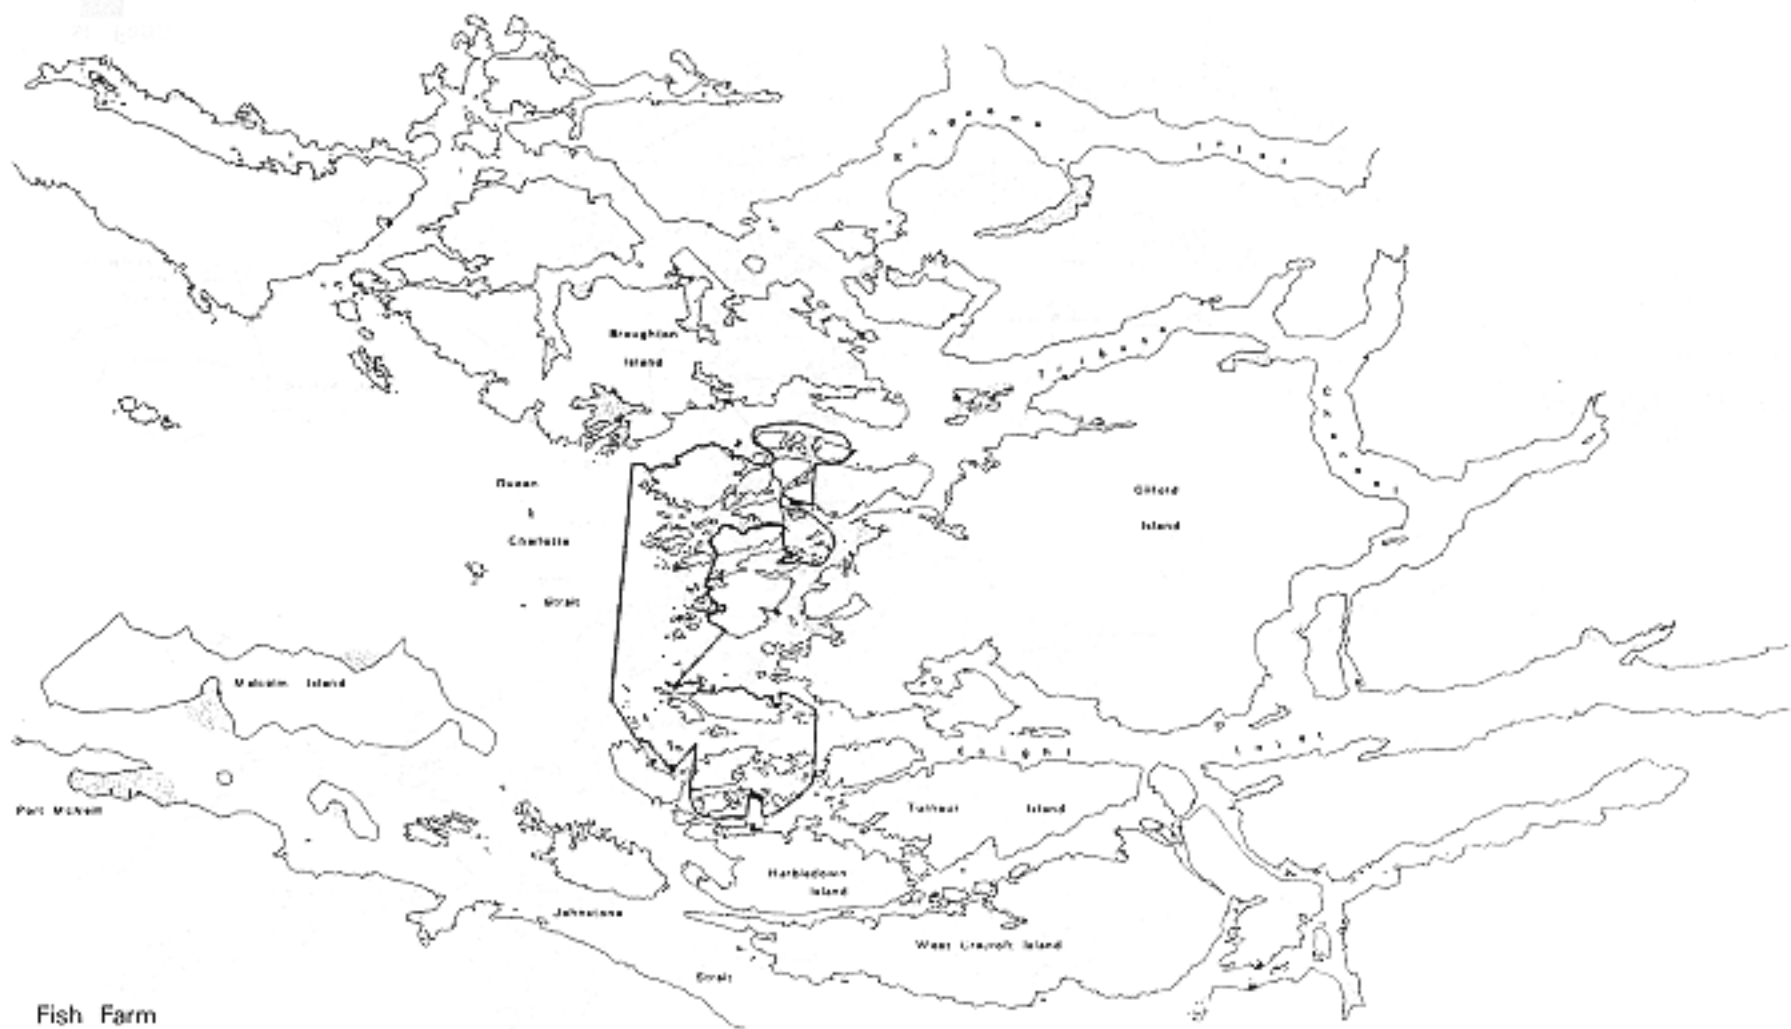 Kingcome
Inlet
Broughton
Island
Tribune
Channel
Queen
Charlotte
Strait
Gilford
Island
Malcolm Island
Knight
Inlet
Port McNeill
Turnour Island
Harbledown
Island
Johnstone
Strait
West Cracroft Island
Fish Farm